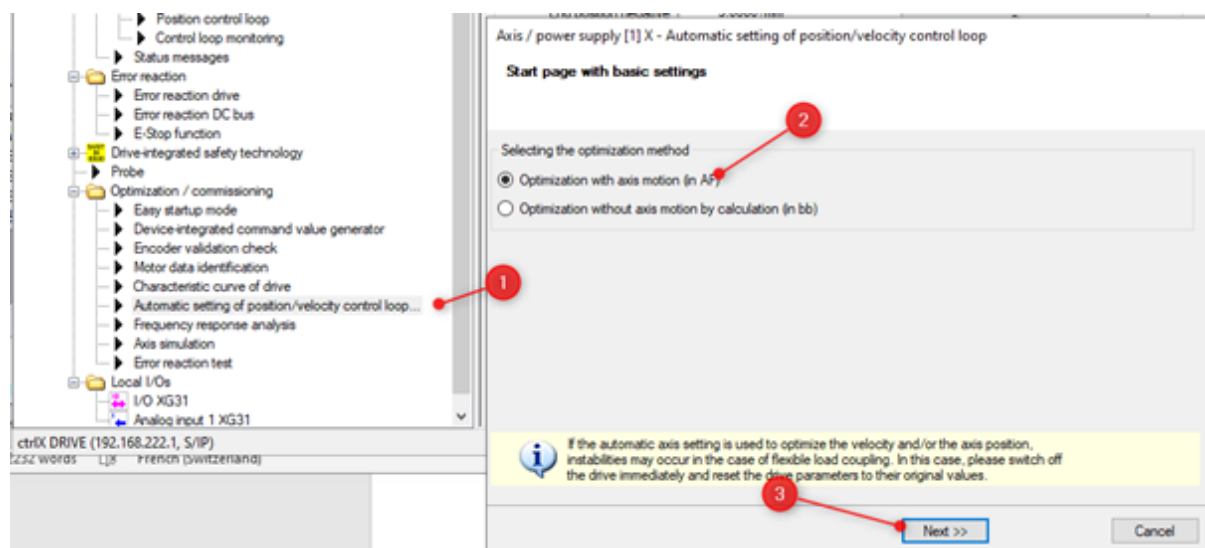 Position control loop
Control loop monitoring
Status messages
Error reaction
Error reaction drive
Error reaction DC bus
E-Stop function
Drive-integrated safety technology
Probe
Optimization / commissioning
Easy startup mode
Device-integrated command value generator
Encoder validation check
Motor data identification
Characteristic curve of drive
Automatic setting of position/velocity control loop...
Frequency response analysis
Axis simulation
Error reaction test
Local I/Os
I/O XG31
Analog input 1 XG31
ctrlX DRIVE (192.168.222.1, S/IP)
2232 words French (Switzerland)
Axis / power supply [1] X - Automatic setting of position/velocity control loop
Start page with basic settings
2
Selecting the optimization method
Optimization with axis motion (in AF)
Optimization without axis motion by calculation (in bb)
1
If the automatic axis setting is used to optimize the velocity and/or the axis position,
instabilities may occur in the case of flexible load coupling. In this case, please switch off
the drive immediately and reset the drive parameters to their original values.
3
Next >>
Cancel